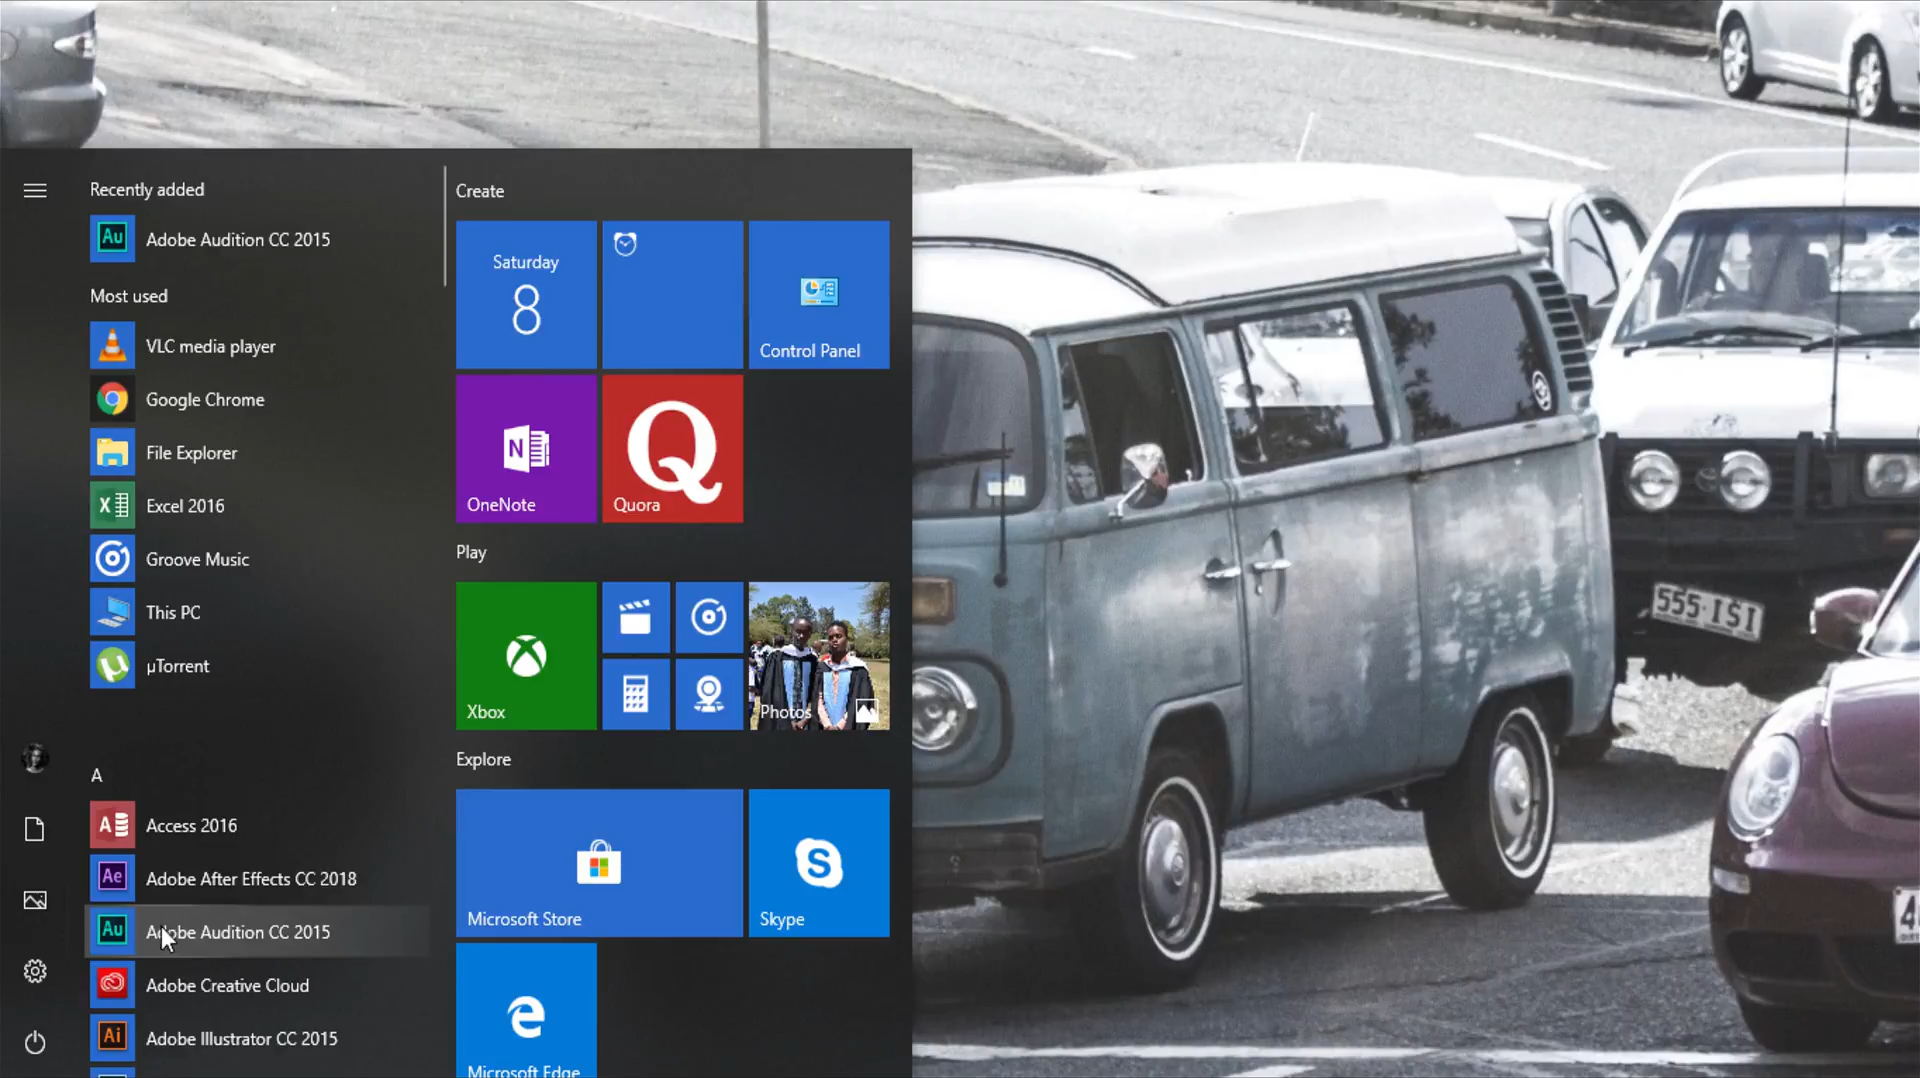 Recently added
Adobe Audition CC 2015
Most used
VLC media player
Google Chrome
File Explorer
Excel 2016
Groove Music
This PC
µTorrent
A
Access 2016
Adobe After Effects CC 2018
Adobe Audition CC 2015
Adobe Creative Cloud
Adobe Illustrator CC 2015
Create
Saturday
8
Control Panel
OneNote
Quora
Play
Xbox
Photos
Explore
Microsoft Store
Skype
Microsoft Edge
555·ISI
4